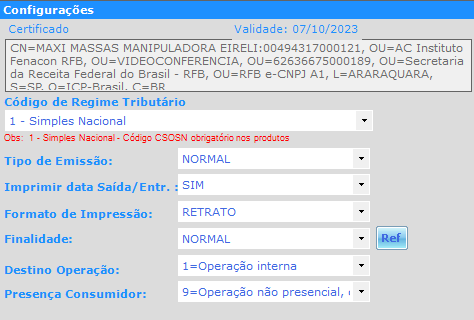 Configurações
Certificado Validade: 07/10/2023
CN=MAXI MASSAS MANIPULADORA EIRELI:00494317000121, OU=AC Instituto
Fenacon RFB, OU=VIDEOCONFERENCIA, OU=62636675000189, OU=Secretaria
da Receita Federal do Brasil - RFB, OU=RFB e-CNPJ A1, L=ARARAQUARA,
S=SP, O=ICP-Brasil, C=BR
Código de Regime Tributário
1 - Simples Nacional
Obs: 1 - Simples Nacional - Código CSOSN obrigatório nos produtos
Tipo de Emissão: NORMAL
Imprimir data Saída/Entr. : SIM
Formato de Impressão: RETRATO
Finalidade: NORMAL Ref
Destino Operação: 1=Operação interna
Presença Consumidor: 9=Operação não presencial,